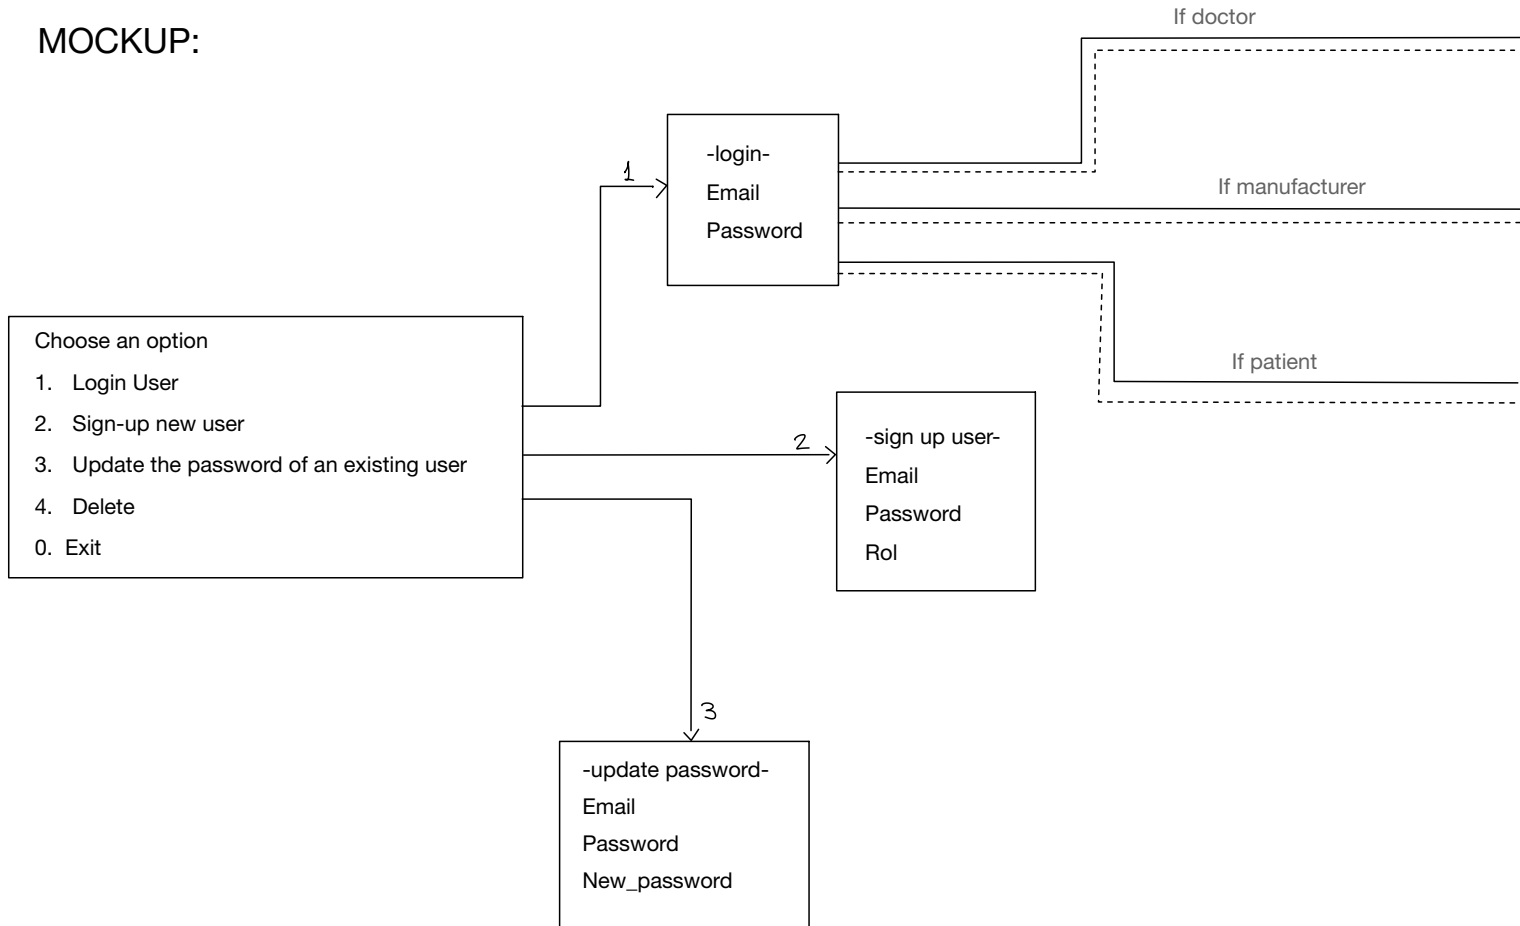 MOCKUP:
If doctor
-login-
Email
Password
1
If manufacturer
If patient
Choose an option
1. Login User
2. Sign-up new user
3. Update the password of an existing user
4. Delete
0. Exit
2
-sign up user-
Email
Password
Rol
3
-update password-
Email
Password
New_password